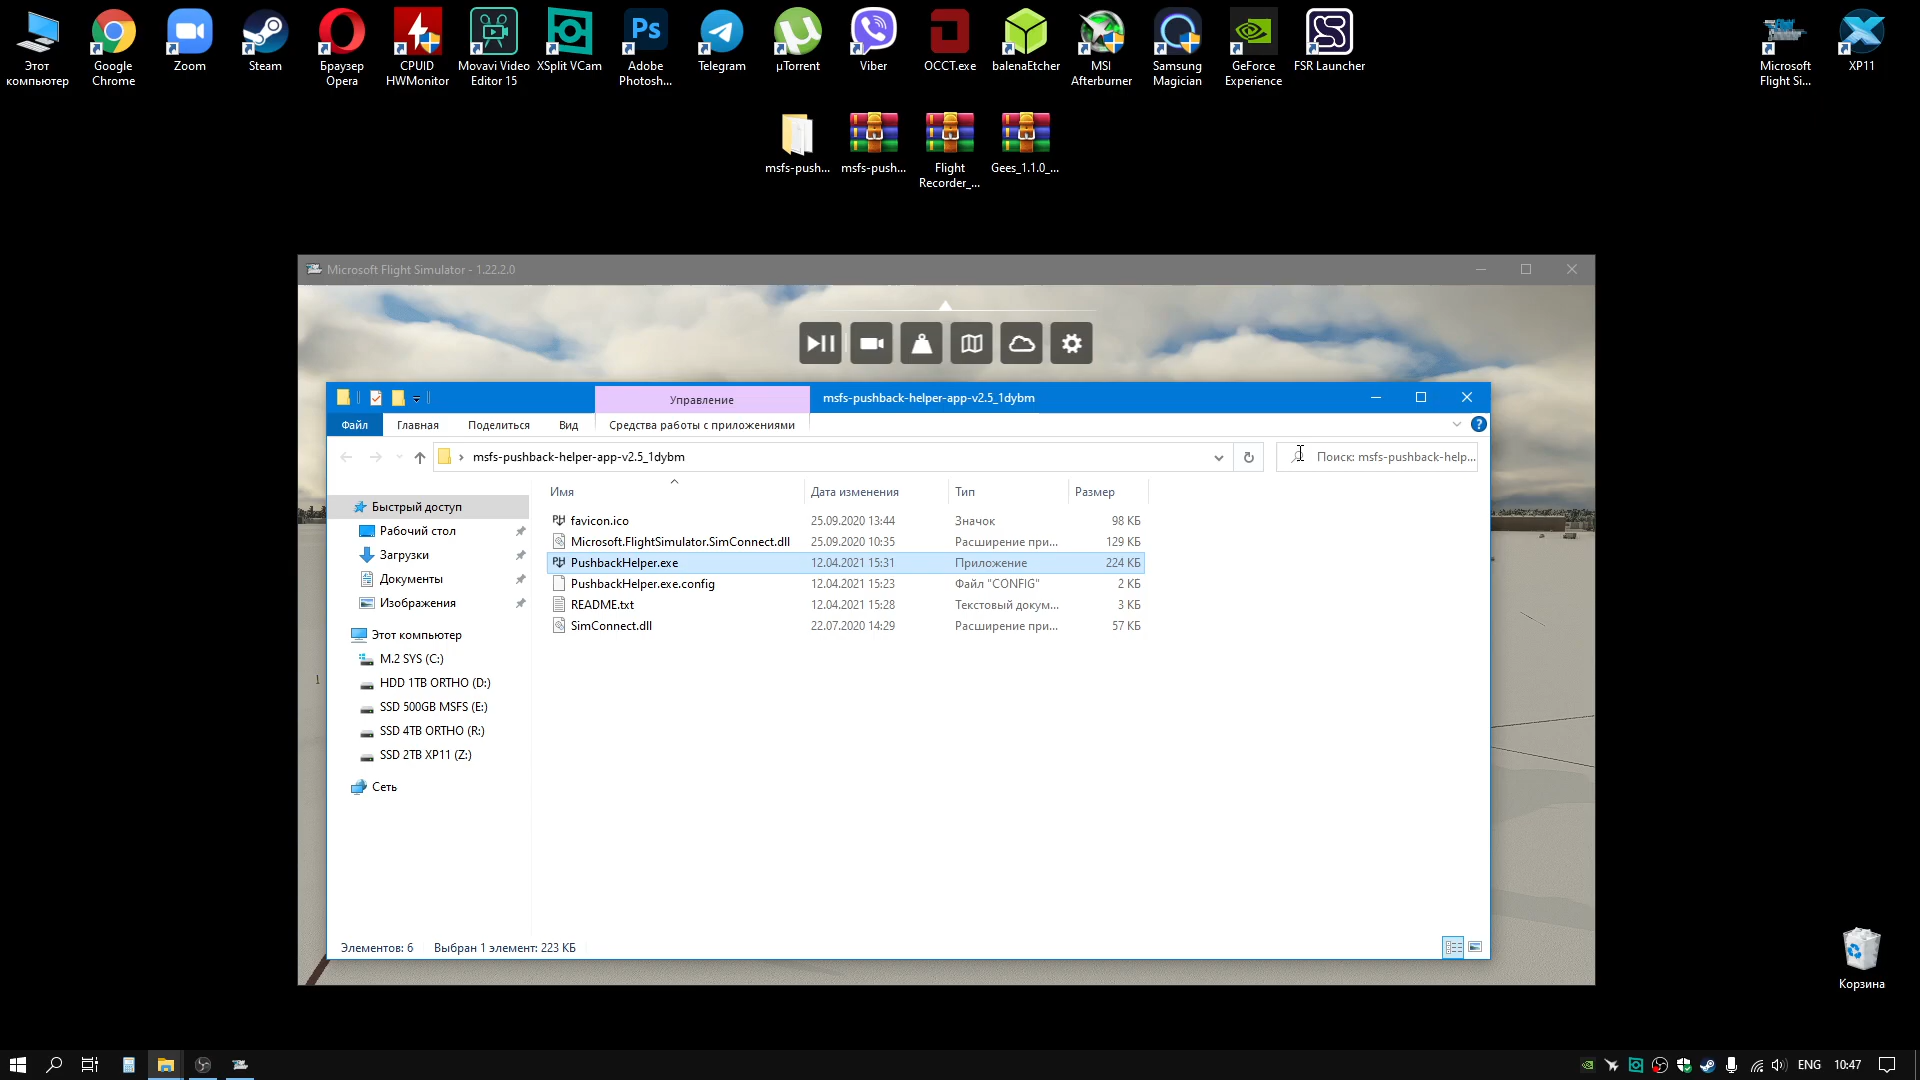 Этот
компьютер
Google
Chrome
Zoom
Steam
Браузер
Opera
CPUID
HWMonitor
Movavi Video
Editor 15
XSplit VCam
Ps
Adobe
Photosh...
Telegram
µTorrent
Viber
OCCT.exe
balenaEtcher
MSI
Afterburner
Samsung
Magician
GeForce
Experience
FSR Launcher
Microsoft
Flight Si...
XP11
msfs-push...
msfs-push...
Flight
Recorder_...
Gees_1.1.0_...
Microsoft Flight Simulator - 1.22.2.0
Управление
msfs-pushback-helper-app-v2.5_1dybm
Файл
Главная
Поделиться
Вид
Средства работы с приложениями
msfs-pushback-helper-app-v2.5_1dybm
Поиск: msfs-pushback-help...
Имя Дата изменения Тип Размер
favicon.ico 25.09.2020 13:44 Значок 98 КБ
Microsoft.FlightSimulator.SimConnect.dll 25.09.2020 10:35 Расширение при... 129 КБ
PushbackHelper.exe 12.04.2021 15:31 Приложение 224 КБ
PushbackHelper.exe.config 12.04.2021 15:23 Файл "CONFIG" 2 КБ
README.txt 12.04.2021 15:28 Текстовый докум... 3 КБ
SimConnect.dll 22.07.2020 14:29 Расширение при... 57 КБ
Быстрый доступ
Рабочий стол
Загрузки
Документы
Изображения
Этот компьютер
M.2 SYS (C:)
HDD 1TB ORTHO (D:)
SSD 500GB MSFS (E:)
SSD 4TB ORTHO (R:)
SSD 2TB XP11 (Z:)
Сеть
Элементов: 6 Выбран 1 элемент: 223 КБ
Корзина
ENG 10:47